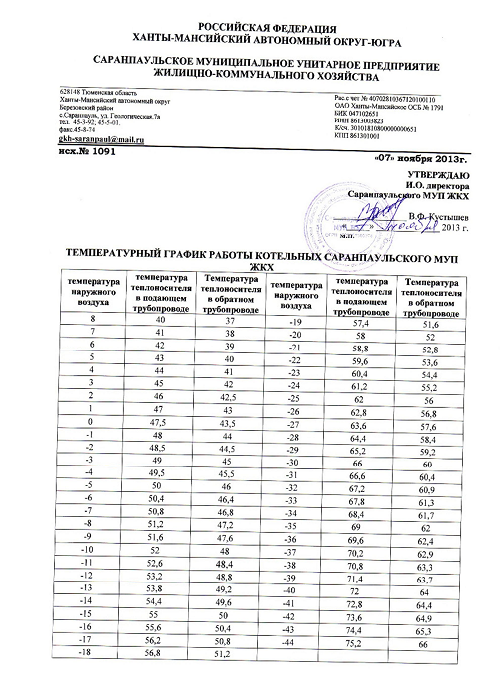 РОССИЙСКАЯ ФЕДЕРАЦИЯ
ХАНТЫ-МАНСИЙСКИЙ АВТОНОМНЫЙ ОКРУГ-ЮГРА
САРАНПАУЛЬСКОЕ МУНИЦИПАЛЬНОЕ УНИТАРНОЕ ПРЕДПРИЯТИЕ
ЖИЛИЩНО-КОММУНАЛЬНОГО ХОЗЯЙСТВА
628148 Тюменская область
Ханты-Мансийский автономный округ
Березовский район
с.Саранпауль, ул. Геологическая.7а
тел. 45-3-92; 45-5-01.
факс.45-8-74
gkh-saranpaul@mail.ru
Рас.с чет № 40702810367120100110
ОАО Ханты-Мансийское ОСБ № 1791
БИК 047102651
ИНН 8613005823
К/сч. 30101810800000000651
КПП 861301001
исх.№ 1091
«07» ноября 2013г.
УТВЕРЖДАЮ
И.О. директора
Саранпаульского МУП ЖКХ
В.Ф. Кустышев
« » ноября 2013 г.
м.п.
ТЕМПЕРАТУРНЫЙ ГРАФИК РАБОТЫ КОТЕЛЬНЫХ САРАНПАУЛЬСКОГО МУП
ЖКХ
температура наружного воздуха | температура теплоносителя в подающем трубопроводе | Температура теплоносителя в обратном трубопроводе | температура наружного воздуха | температура теплоносителя в подающем трубопроводе | Температура теплоносителя в обратном трубопроводе
8 | 40 | 37 | -19 | 57,4 | 51,6
7 | 41 | 38 | -20 | 58 | 52
6 | 42 | 39 | -21 | 58,8 | 52,8
5 | 43 | 40 | -22 | 59,6 | 53,6
4 | 44 | 41 | -23 | 60,4 | 54,4
3 | 45 | 42 | -24 | 61,2 | 55,2
2 | 46 | 42,5 | -25 | 62 | 56
1 | 47 | 43 | -26 | 62,8 | 56,8
0 | 47,5 | 43,5 | -27 | 63,6 | 57,6
-1 | 48 | 44 | -28 | 64,4 | 58,4
-2 | 48,5 | 44,5 | -29 | 65,2 | 59,2
-3 | 49 | 45 | -30 | 66 | 60
-4 | 49,5 | 45,5 | -31 | 66,6 | 60,4
-5 | 50 | 46 | -32 | 67,2 | 60,9
-6 | 50,4 | 46,4 | -33 | 67,8 | 61,3
-7 | 50,8 | 46,8 | -34 | 68,4 | 61,7
-8 | 51,2 | 47,2 | -35 | 69 | 62
-9 | 51,6 | 47,6 | -36 | 69,6 | 62,4
-10 | 52 | 48 | -37 | 70,2 | 62,9
-11 | 52,6 | 48,4 | -38 | 70,8 | 63,3
-12 | 53,2 | 48,8 | -39 | 71,4 | 63,7
-13 | 53,8 | 49,2 | -40 | 72 | 64
-14 | 54,4 | 49,6 | -41 | 72,8 | 64,4
-15 | 55 | 50 | -42 | 73,6 | 64,9
-16 | 55,6 | 50,4 | -43 | 74,4 | 65,3
-17 | 56,2 | 50,8 | -44 | 75,2 | 66
-18 | 56,8 | 51,2